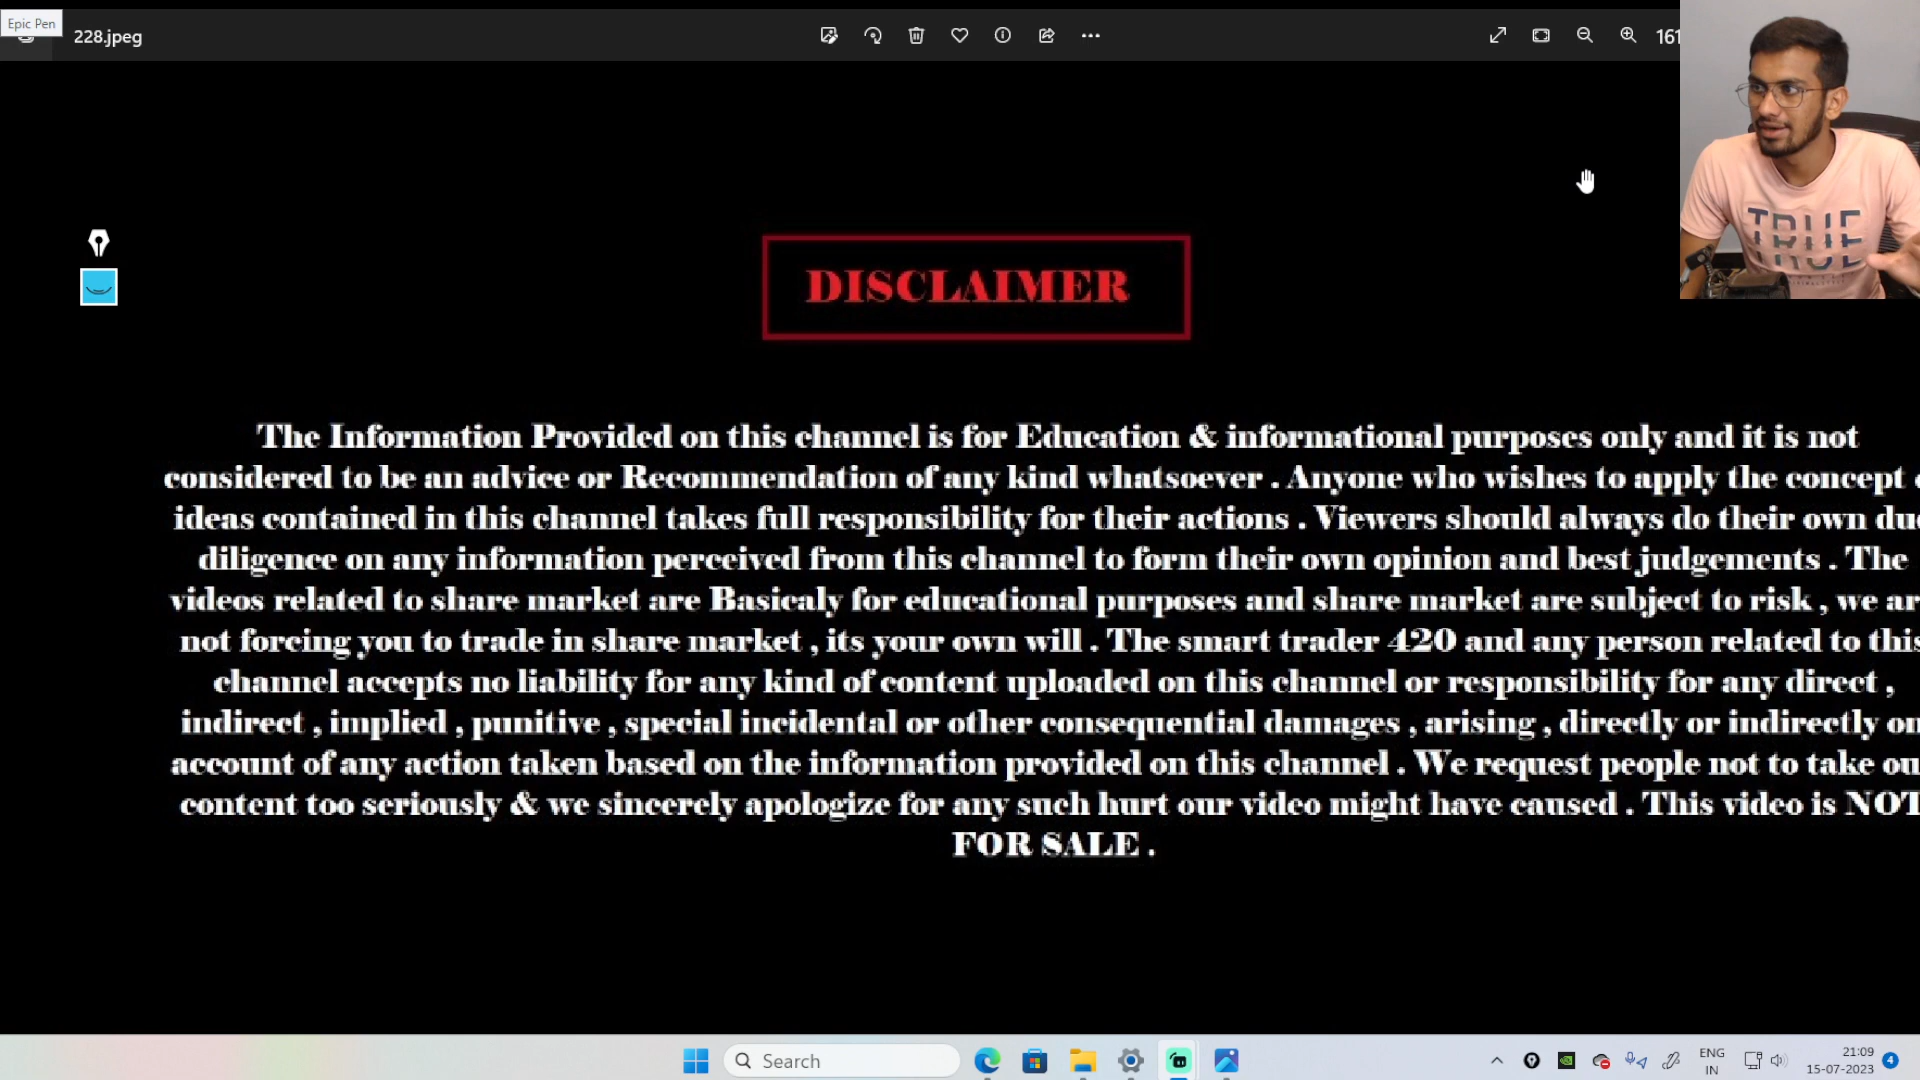 Epic Pen
228.jpeg
161
TRUE
TRUE
DISCLAIMER
The Information Provided on this channel is for Education & informational purposes only and it is not
considered to be an advice or Recommendation of any kind whatsoever . Anyone who wishes to apply the concept
ideas contained in this channel takes full responsibility for their actions . Viewers should always do their own du
diligence on any information perceived from this channel to form their own opinion and best judgements . The
videos related to share market are Basicaly for educational purposes and share market are subject to risk , we ar
not forcing you to trade in share market , its your own will . The smart trader 420 and any person related to this
channel accepts no liability for any kind of content uploaded on this channel or responsibility for any direct ,
indirect , implied , punitive , special incidental or other consequential damages , arising , directly or indirectly on
account of any action taken based on the information provided on this channel . We request people not to take ou
content too seriously & we sincerely apologize for any such hurt our video might have caused . This video is NOT
FOR SALE .
Search
ENG
IN
21:09
15-07-2023
4